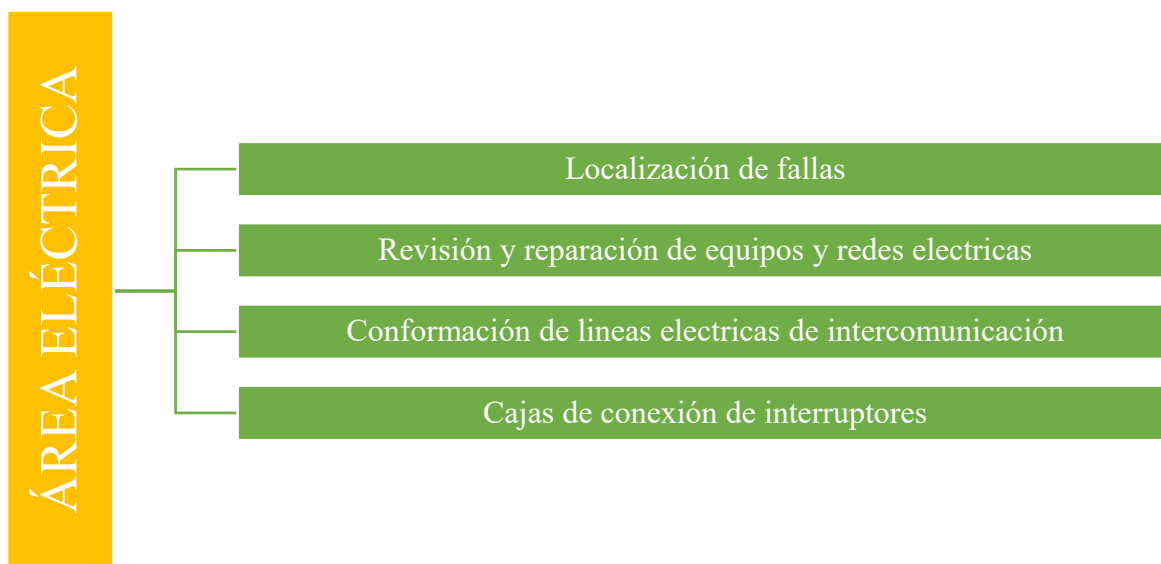 ÁREA ELÉCTRICA
Localización de fallas
Revisión y reparación de equipos y redes electricas
Conformación de lineas electricas de intercomunicación
Cajas de conexión de interruptores